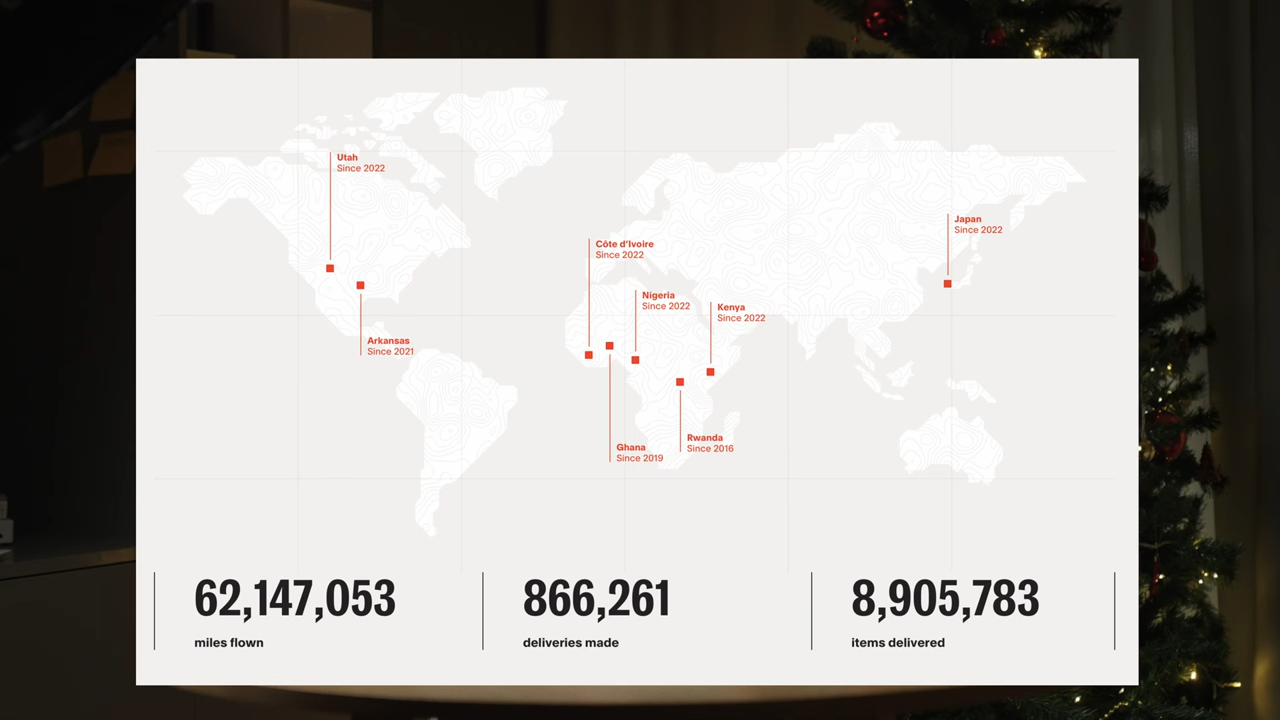 Utah
Since 2022
Japan
Since 2022
Côte d'Ivoire
Since 2022
Nigeria
Since 2022
Kenya
Since 2022
Arkansas
Since 2021
Rwanda
Since 2016
Ghana
Since 2019
62,147,053
miles flown
866,261
deliveries made
8,905,783
items delivered